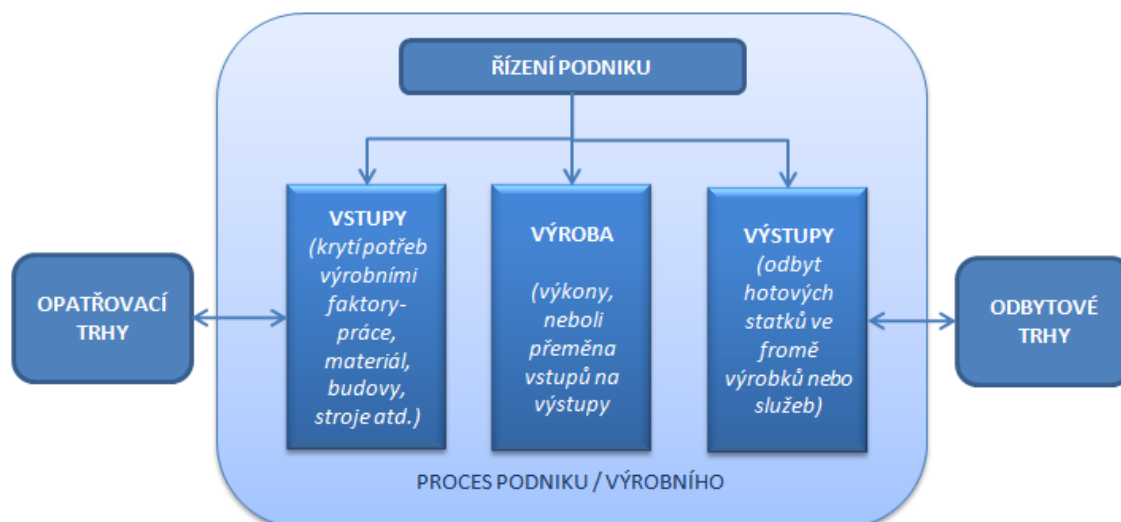 ŘÍZENÍ PODNIKU
OPATŘOVACÍ
TRHY
VSTUPY
(krytí potřeb
výrobními
faktory-
práce,
materiál,
budovy,
stroje atd.)
VÝROBA
(výkony,
neboli
přeměna
vstupů na
výstupy
VÝSTUPY
(odbyt
hotových
statků ve
fromě
výrobků nebo
služeb)
ODBYTOVÉ
TRHY
PROCES PODNIKU / VÝROBNÍHO